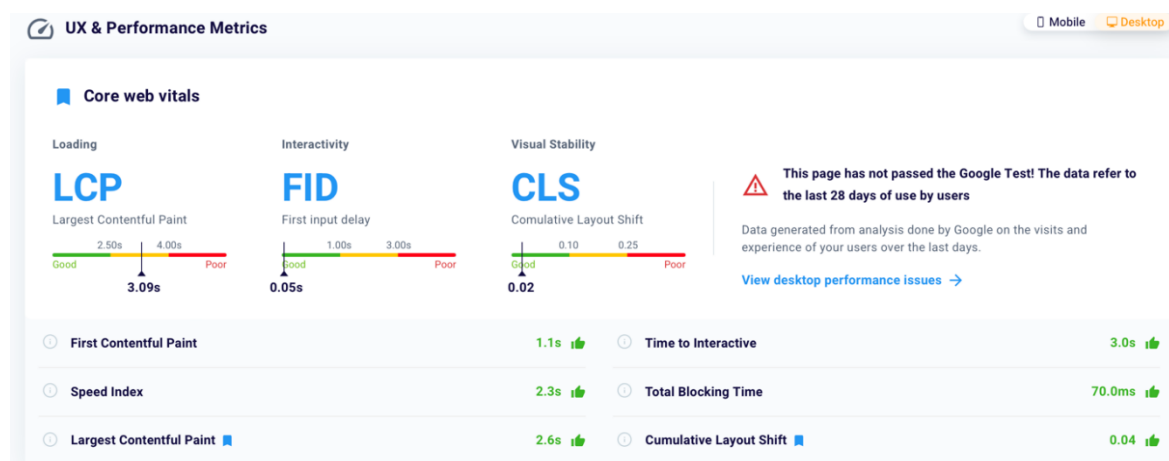 UX & Performance Metrics
Mobile Desktop
Core web vitals
Loading
LCP
Largest Contentful Paint
2.50s 4.00s
Good Poor
3.09s
Interactivity
FID
First input delay
1.00s 3.00s
Good Poor
0.05s
Visual Stability
CLS
Comulative Layout Shift
0.10 0.25
Good Poor
0.02
This page has not passed the Google Test! The data refer to
the last 28 days of use by users
Data generated from analysis done by Google on the visits and
experience of your users over the last days.
View desktop performance issues →
First Contentful Paint 1.1s
Time to Interactive 3.0s
Speed Index 2.3s
Total Blocking Time 70.0ms
Largest Contentful Paint 2.6s
Cumulative Layout Shift 0.04